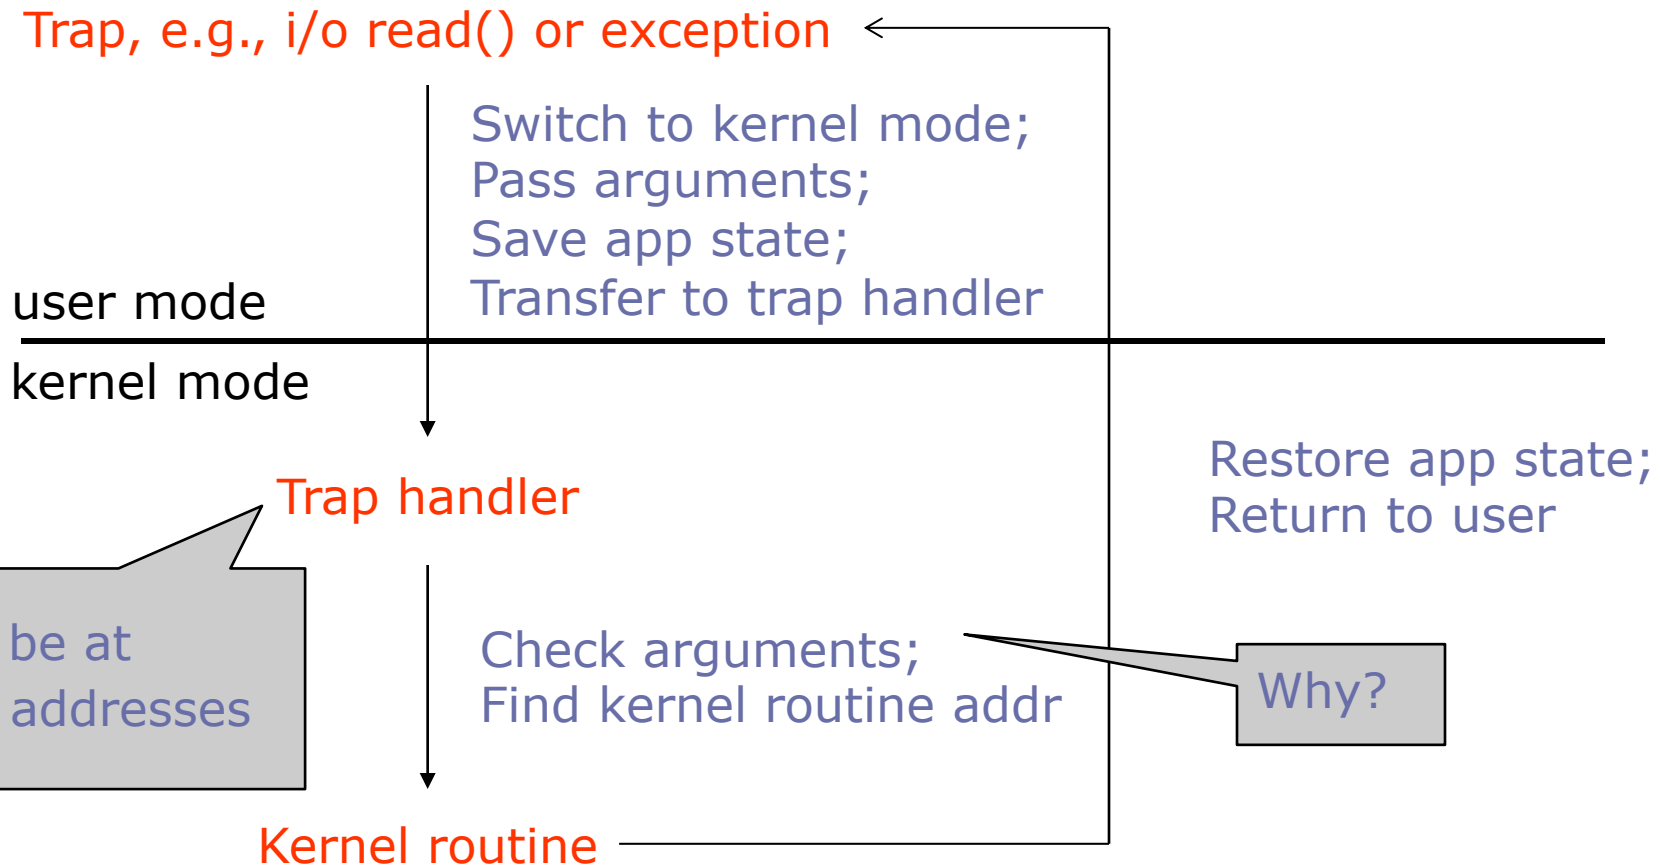 Trap, e.g., i/o read() or exception
Switch to kernel mode;
Pass arguments;
Save app state;
Transfer to trap handler
user mode
kernel mode
Trap handler
Restore app state;
Return to user
be at
addresses
Check arguments;
Find kernel routine addr
Why?
Kernel routine